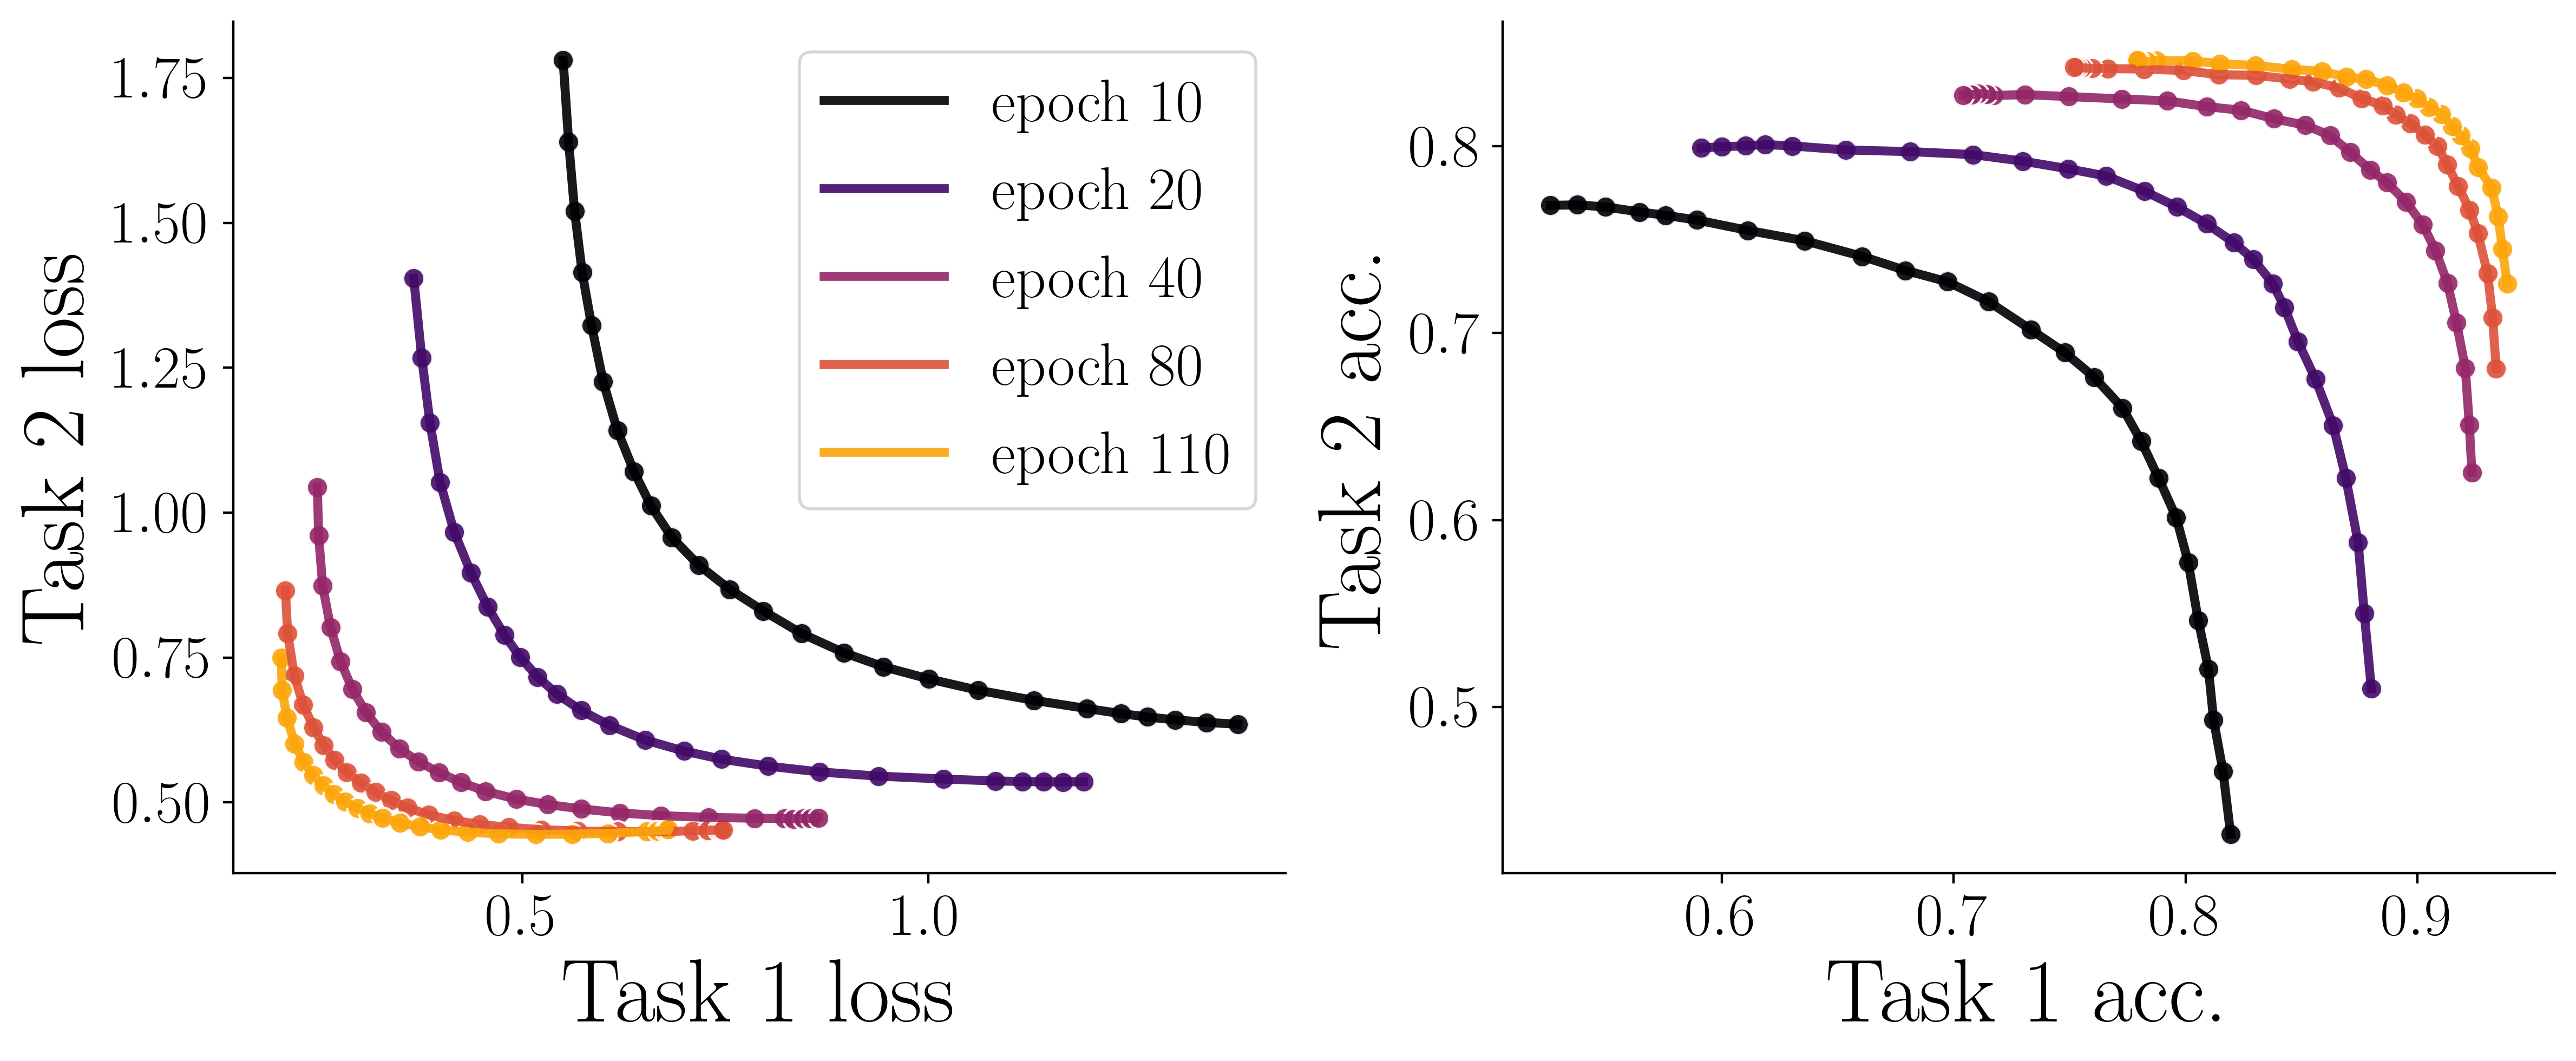 Task 2 loss
1.75
1.50
1.25
1.00
0.75
0.50
0.5
1.0
Task 1 loss
epoch 10
epoch 20
epoch 40
epoch 80
epoch 110
Task 2 acc.
0.8
0.7
0.6
0.5
0.6
0.7
0.8
0.9
Task 1 acc.